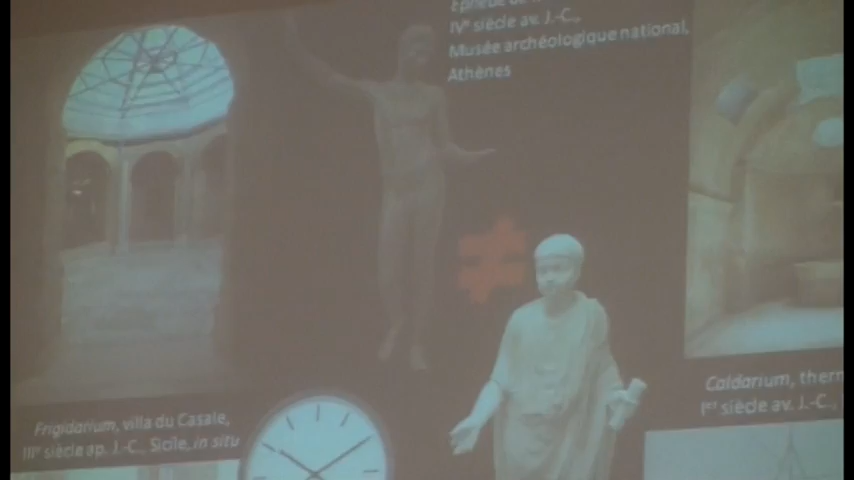 IVe siècle av. J.-C.,
Musée archéologique national,
Athènes
Frigidarium, villa du Casale,
IIIe siècle ap. J.-C., Sicile, in situ
Caldarium,
Ier siècle av. J.-C.,